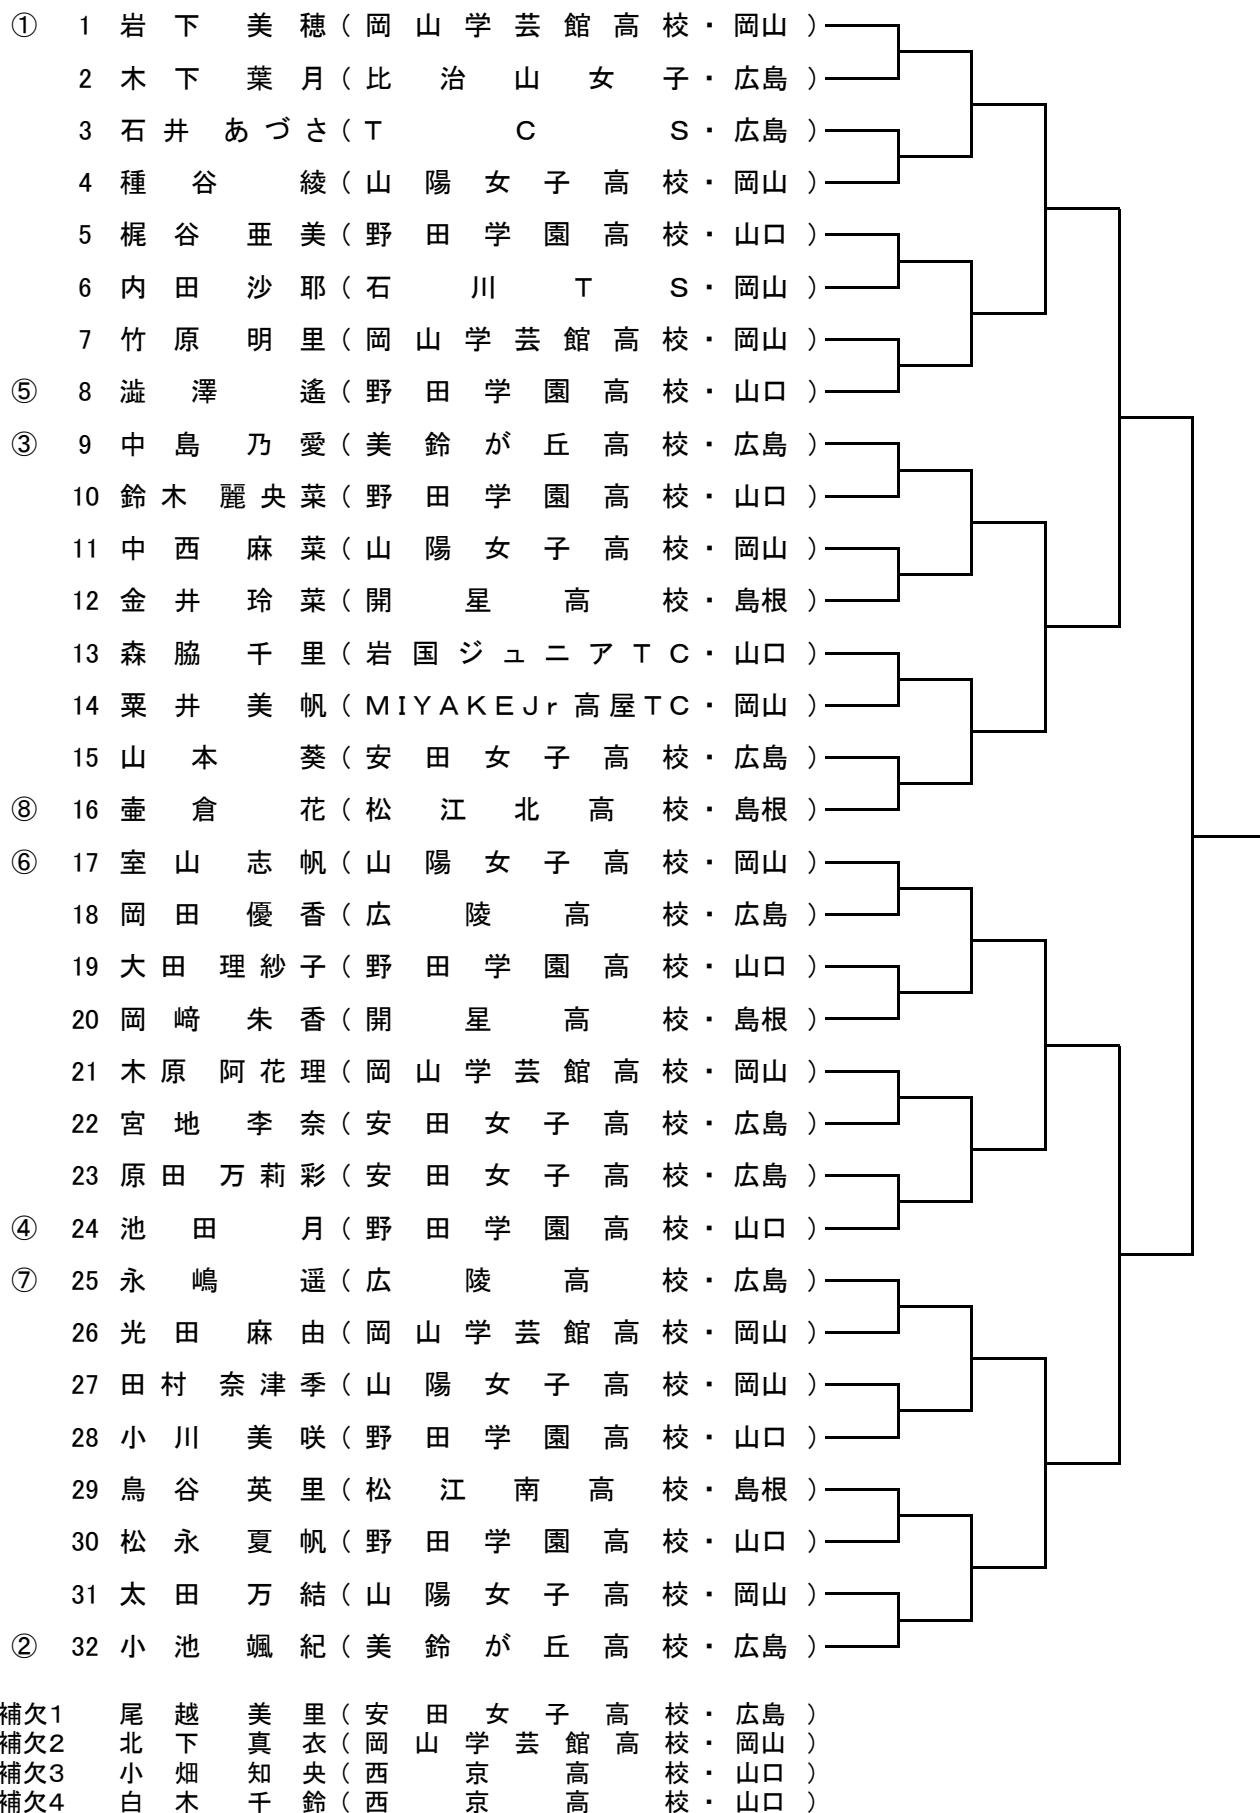 ① 1 岩下 美穂(岡山学芸館高校・岡山)
2 木下 葉月(比治山女子・広島)
3 石井 あづさ(TCS・広島)
4 種谷 綾(山陽女子高校・岡山)
5 梶谷 亜美(野田学園高校・山口)
6 内田 沙耶(石川TS・岡山)
7 竹原 明里(岡山学芸館高校・岡山)
⑤ 8 澁澤 遙(野田学園高校・山口)
③ 9 中島 乃愛(美鈴が丘高校・広島)
10 鈴木 麗央菜(野田学園高校・山口)
11 中西 麻菜(山陽女子高校・岡山)
12 金井 玲菜(開星高校・島根)
13 森脇 千里(岩国ジュニアTC・山口)
14 粟井 美帆(MIYAKEJr高屋TC・岡山)
15 山本 葵(安田女子高校・広島)
⑧ 16 壷倉 花(松江北高校・島根)
⑥ 17 室山 志帆(山陽女子高校・岡山)
18 岡田 優香(広陵高校・広島)
19 大田 理紗子(野田学園高校・山口)
20 岡﨑 朱香(開星高校・島根)
21 木原 阿花理(岡山学芸館高校・岡山)
22 宮地 李奈(安田女子高校・広島)
23 原田 万莉彩(安田女子高校・広島)
④ 24 池田 月(野田学園高校・山口)
⑦ 25 永嶋 遥(広陵高校・広島)
26 光田 麻由(岡山学芸館高校・岡山)
27 田村 奈津季(山陽女子高校・岡山)
28 小川 美咲(野田学園高校・山口)
29 鳥谷 英里(松江南高校・島根)
30 松永 夏帆(野田学園高校・山口)
31 太田 万結(山陽女子高校・岡山)
② 32 小池 颯紀(美鈴が丘高校・広島)
補欠1 尾越 美里(安田女子高校・広島)
補欠2 北下 真衣(岡山学芸館高校・岡山)
補欠3 小畑 知央(西京高校・山口)
補欠4 白木 千鈴(西京高校・山口)